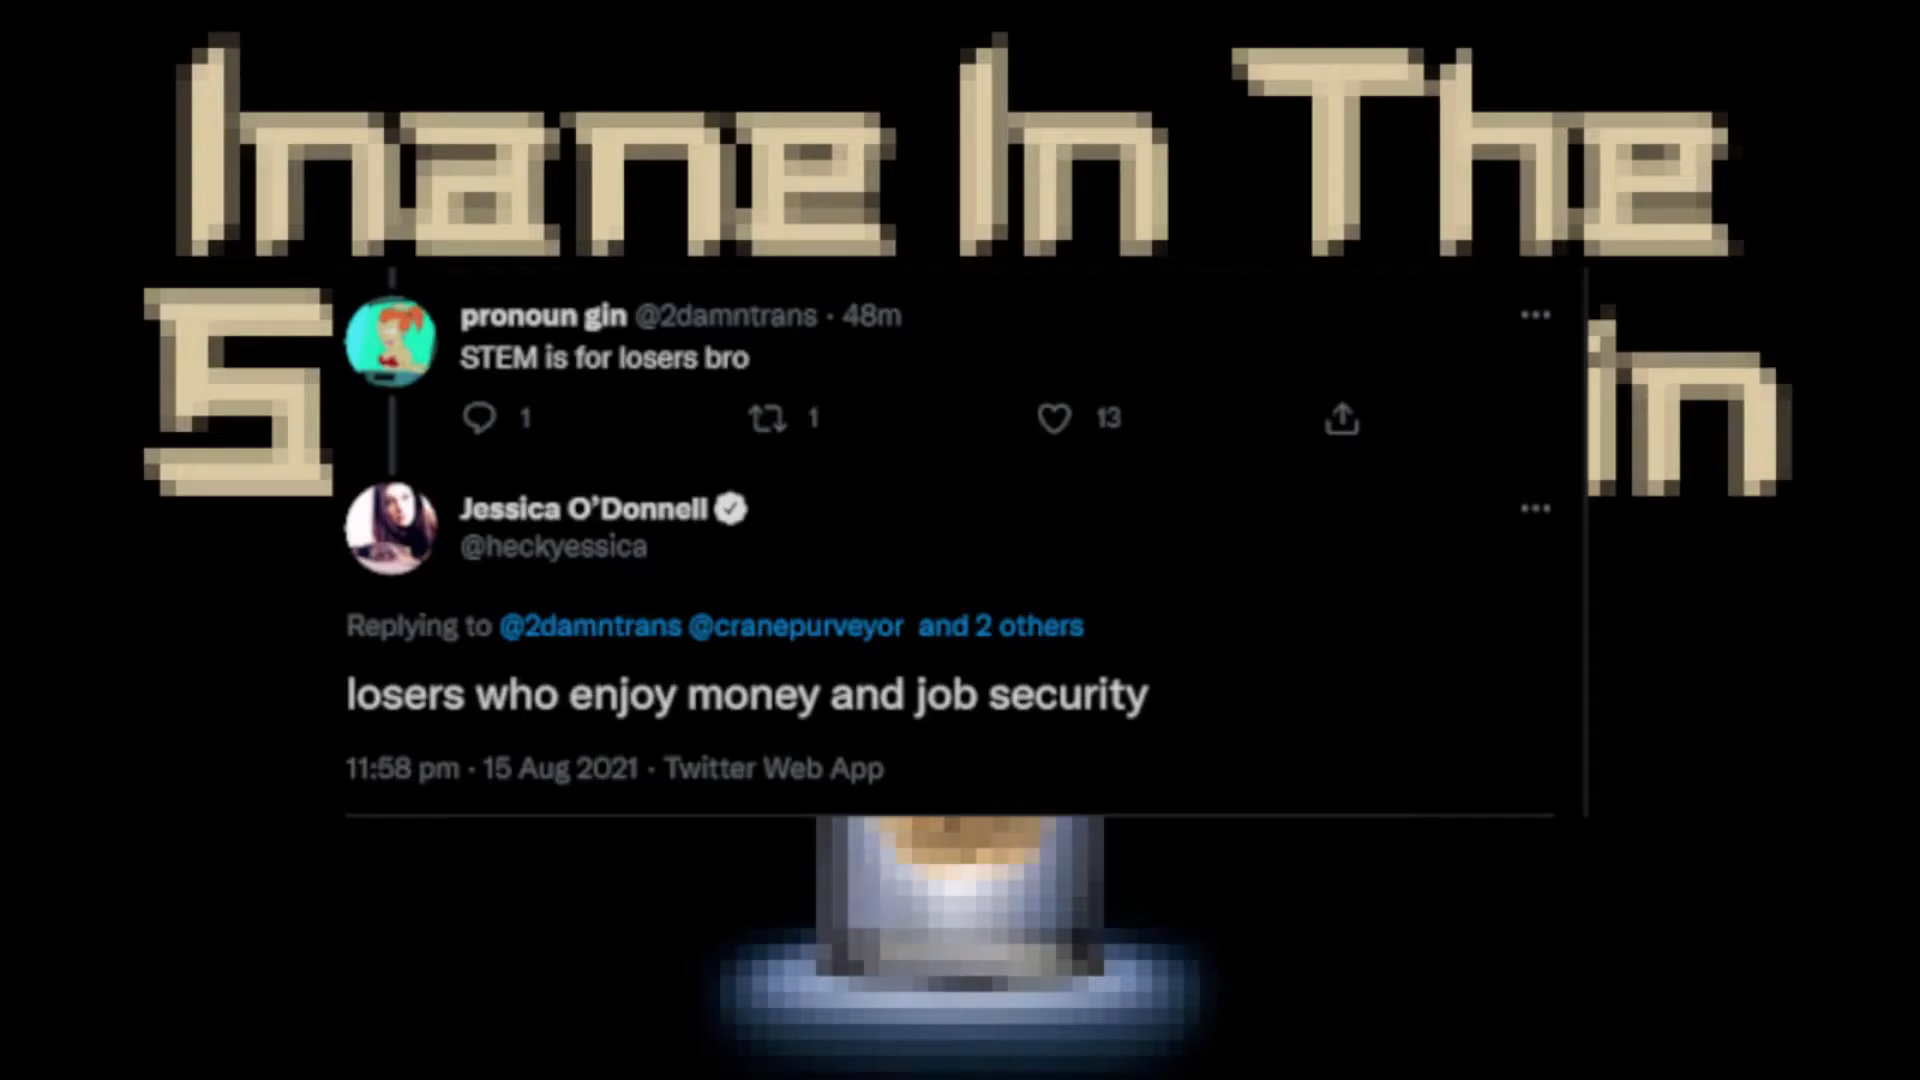 Inane In The
S in
pronoun gin @2damntrans · 48m
STEM is for losers bro
1 1 13
Jessica O'Donnell
@heckyessica
Replying to @2damntrans @cranepurveyor and 2 others
losers who enjoy money and job security
11:58 pm · 15 Aug 2021 · Twitter Web App